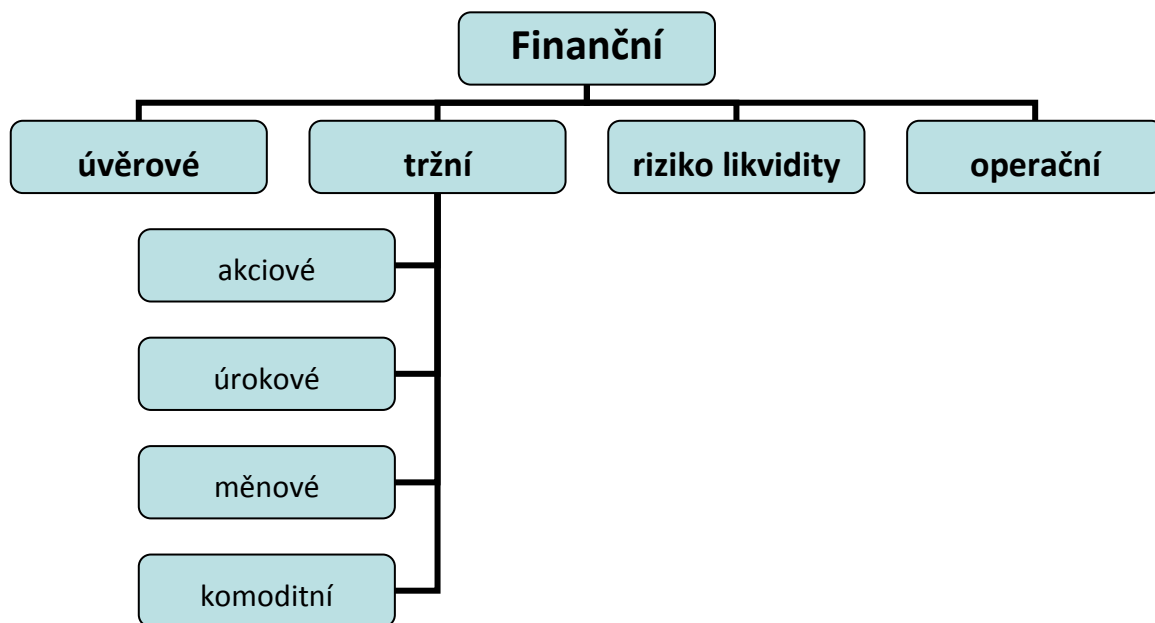 Finanční
úvěrové
tržní
riziko likvidity
operační
akciové
úrokové
měnové
komoditní